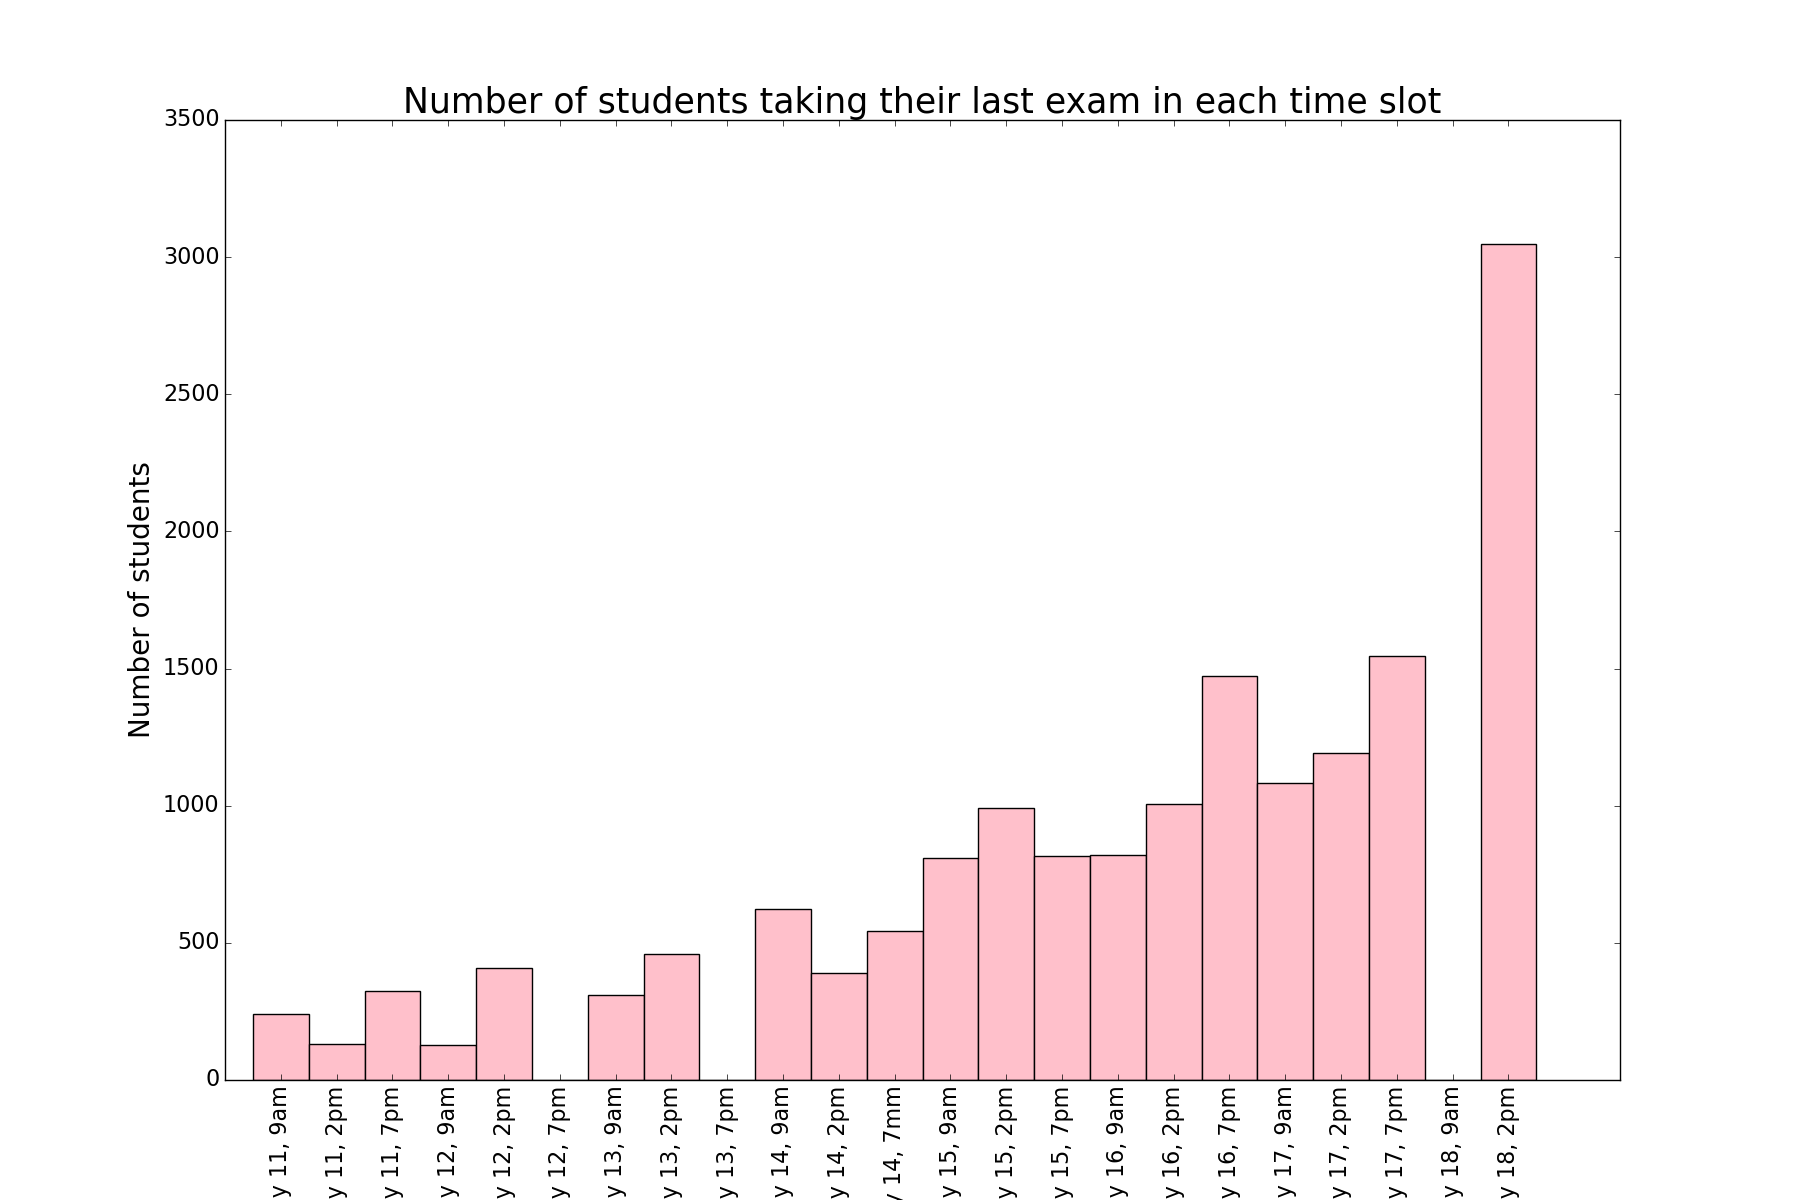 Number of students taking their last exam in each time slot
Number of students
3500
3000
2500
2000
1500
1000
500
0
y 11, 9am
y 11, 2pm
y 11, 7pm
y 12, 9am
y 12, 2pm
y 12, 7pm
y 13, 9am
y 13, 2pm
y 13, 7pm
y 14, 9am
y 14, 2pm
y 14, 7mm
y 15, 9am
y 15, 2pm
y 15, 7pm
y 16, 9am
y 16, 2pm
y 16, 7pm
y 17, 9am
y 17, 2pm
y 17, 7pm
y 18, 9am
y 18, 2pm